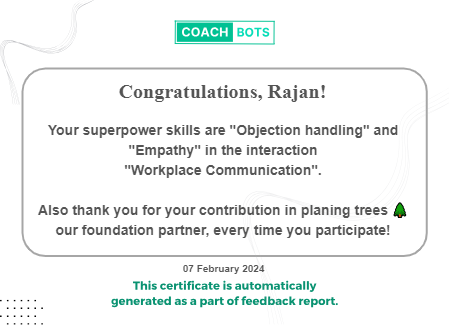 COACH BOTS
Congratulations, Rajan!
Your superpower skills are "Objection handling" and
"Empathy" in the interaction
"Workplace Communication".
Also thank you for your contribution in planing trees 🌲
our foundation partner, every time you participate!
07 February 2024
This certificate is automatically
generated as a part of feedback report.